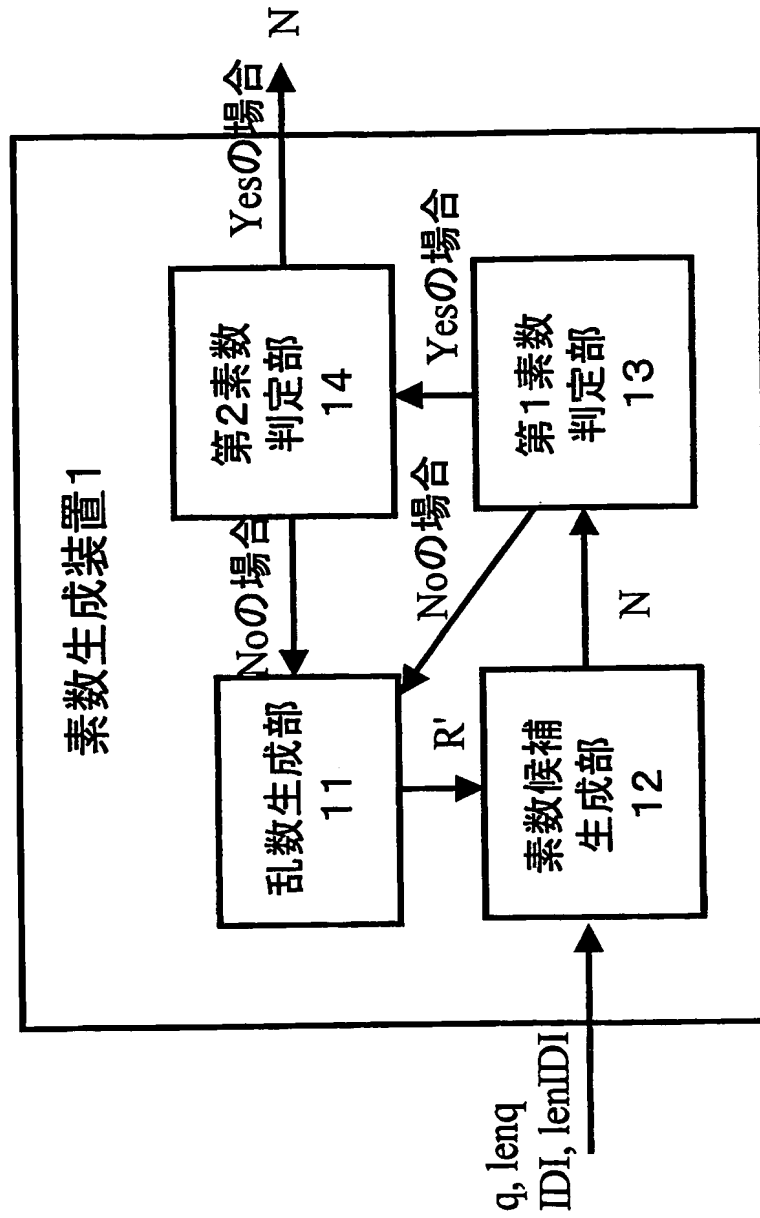 素数生成装置1
乱数生成部
11
Noの場合
第2素数
判定部
14
Yesの場合
N
R'
Noの場合
Yesの場合
q, lenq
IDI, lenIDI
素数候補
生成部
12
N
第1素数
判定部
13